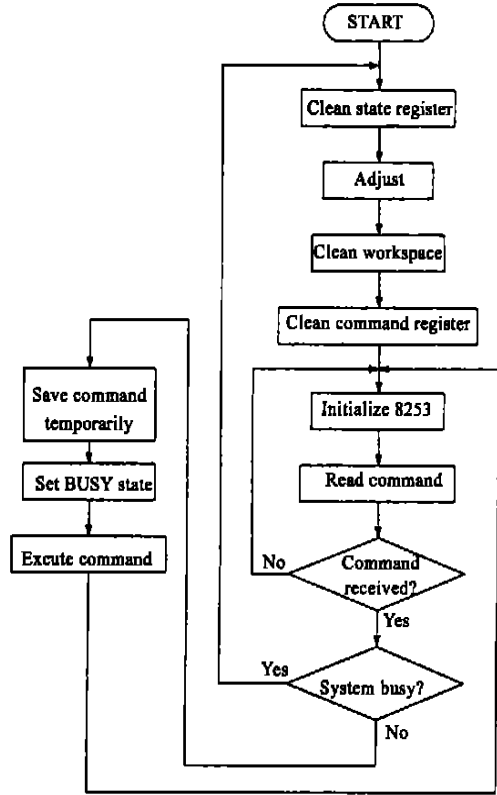 START
Clean state register
Adjust
Clean workspace
Clean command register
Initialize 8253
Read command
Command
received?
No
Yes
System busy?
Yes
No
Save command
temporarily
Set BUSY state
Excute command